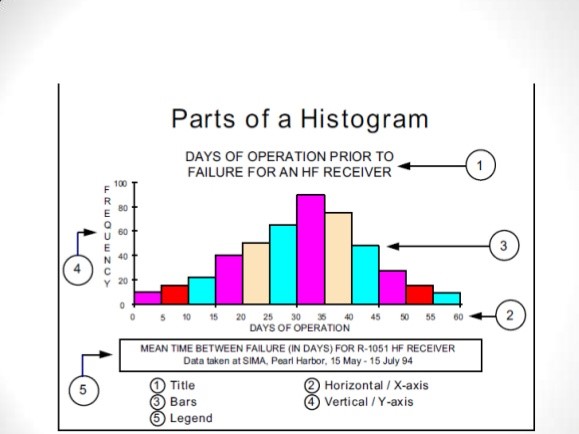 Parts of a Histogram
DAYS OF OPERATION PRIOR TO
FAILURE FOR AN HF RECEIVER
1
FREQUENCY
100
80
60
40
20
0
4
3
0 5 10 15 20 25 30 35 40 45 50 55 60
2
DAYS OF OPERATION
MEAN TIME BETWEEN FAILURE (IN DAYS) FOR R-1051 HF RECEIVER
Data taken at SIMA, Pearl Harbor, 15 May - 15 July 94
5
1 Title
2 Horizontal / X-axis
3 Bars
4 Vertical / Y-axis
5 Legend